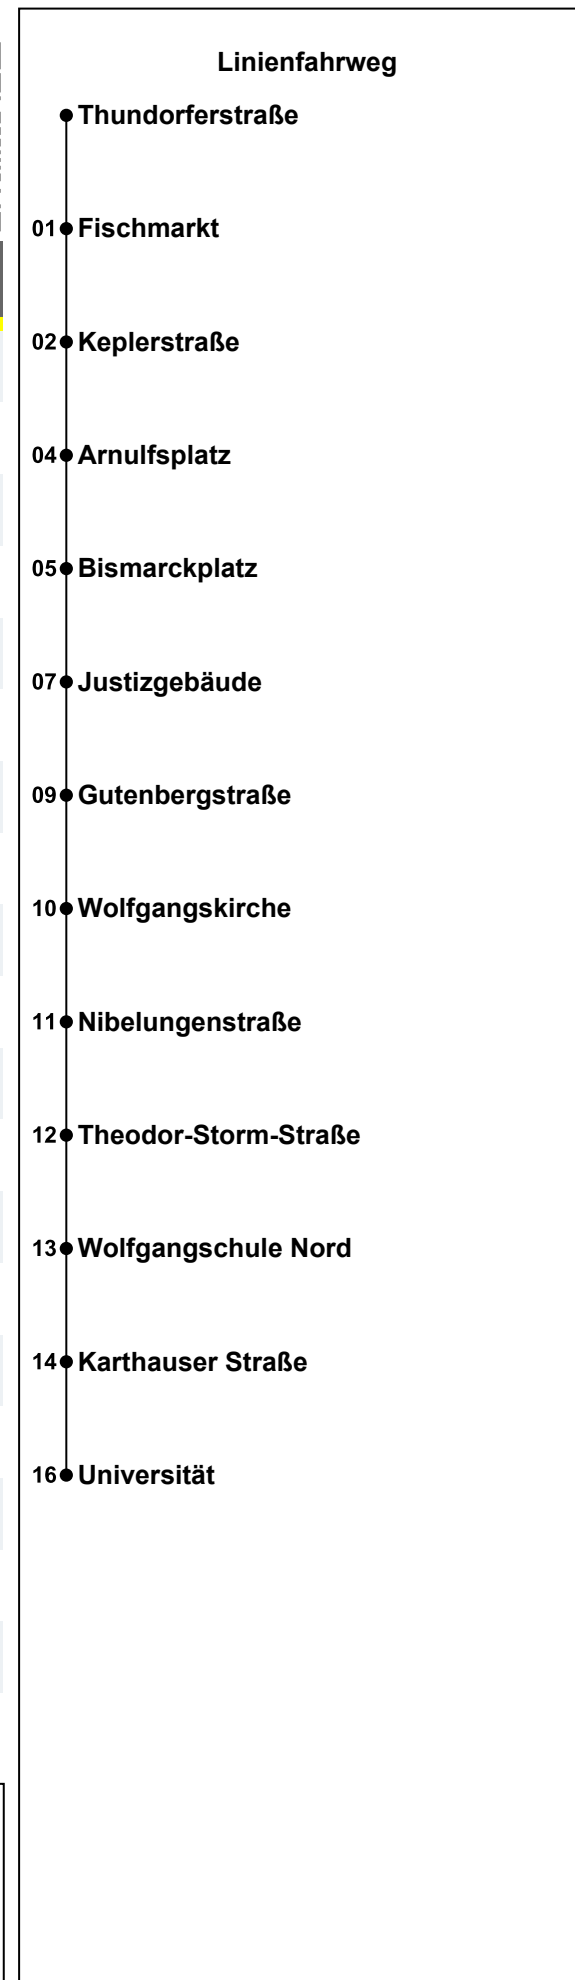 Linienfahrweg
Thundorferstraße
01 Fischmarkt
02 Keplerstraße
04 Arnulfsplatz
05 Bismarckplatz
07 Justizgebäude
09 Gutenbergstraße
10 Wolfgangskirche
11 Nibelungenstraße
12 Theodor-Storm-Straße
13 Wolfgangschule Nord
14 Karthauser Straße
16 Universität